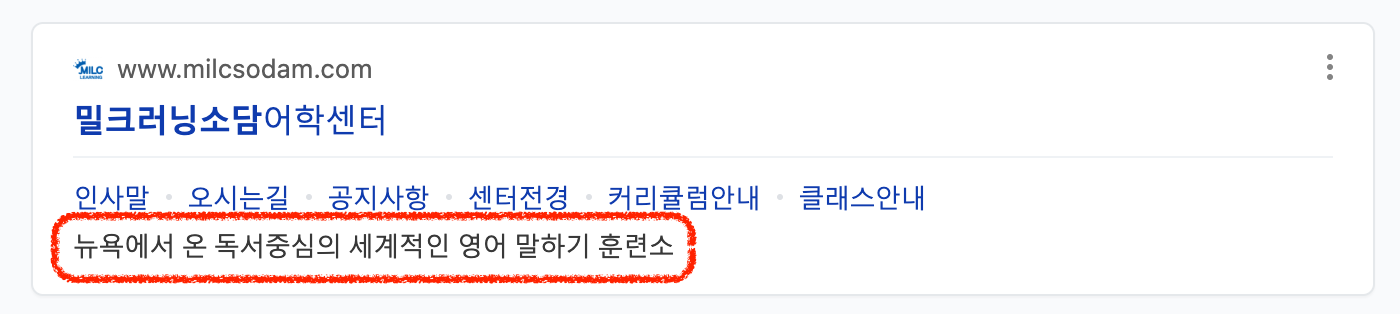 MILC
LEARNING
www.milcsodam.com
밀크러닝소담어학센터
인사말 • 오시는길 • 공지사항 • 센터전경 • 커리큘럼안내 • 클래스안내
뉴욕에서 온 독서중심의 세계적인 영어 말하기 훈련소